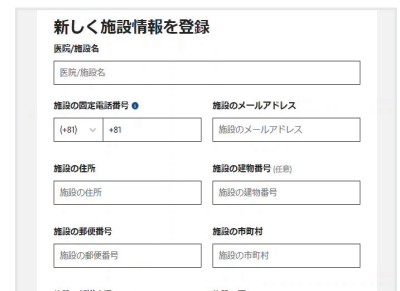 新しく施設情報を登録
医院/施設名
医院/施設名
施設の固定電話番号
施設のメールアドレス
(+81) +81
施設のメールアドレス
施設の住所
施設の建物番号 (任意)
施設の住所
施設の建物番号
施設の郵便番号
施設の市町村
施設の郵便番号
施設の市町村